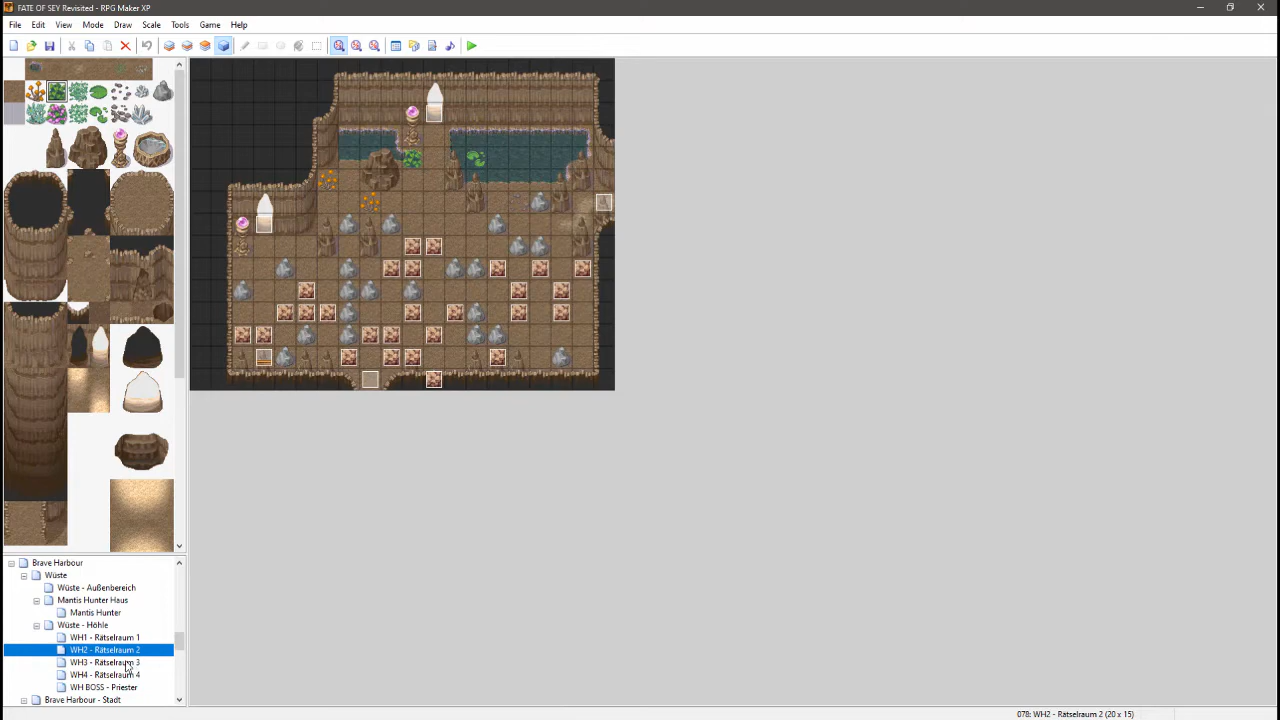 FATE OF SEY Revisited - RPG Maker XP
File Edit View Mode Draw Scale Tools Game Help
Brave Harbour
Wüste
Wüste - Außenbereich
Mantis Hunter Haus
Mantis Hunter
Wüste - Höhle
WH1 - Rätselraum 1
WH2 - Rätselraum 2
WH3 - Rätselraum 3
WH4 - Rätselraum 4
WH BOSS - Priester
Brave Harbour - Stadt
078: WH2 - Rätselraum 2 (20 x 15)